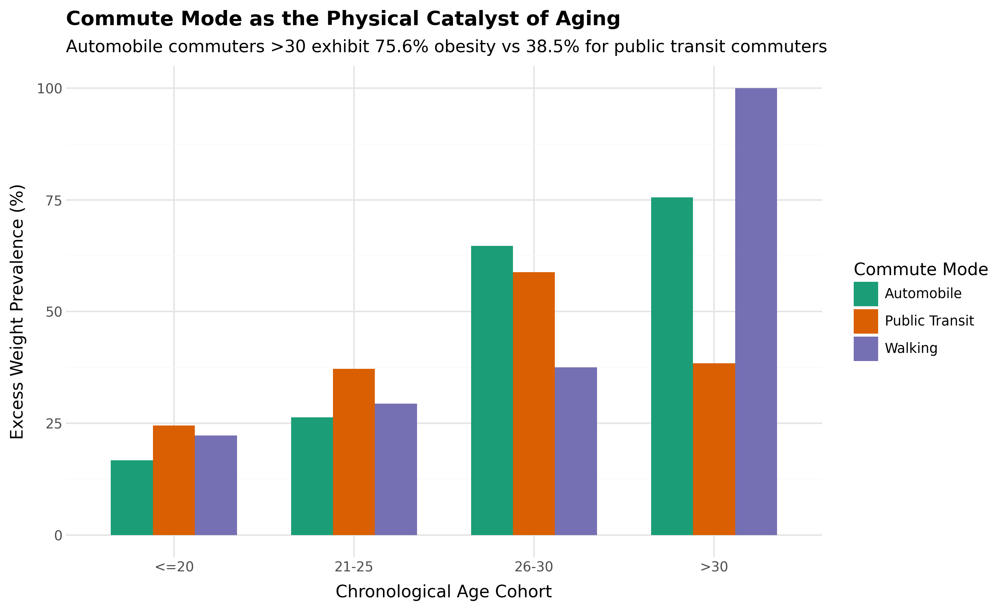 Commute Mode as the Physical Catalyst of Aging
Automobile commuters >30 exhibit 75.6% obesity vs 38.5% for public transit commuters
Excess Weight Prevalence (%)
100
75
50
25
0
<=20
21-25
26-30
>30
Chronological Age Cohort
Commute Mode
Automobile
Public Transit
Walking